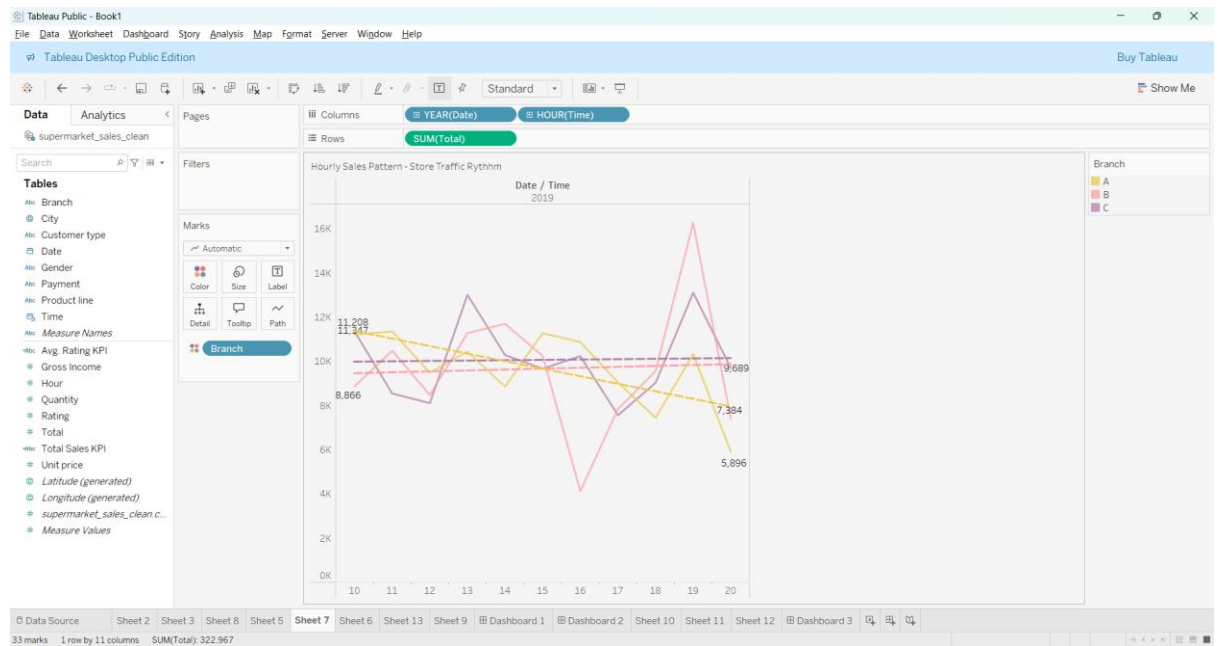 Tableau Public - Book1
File Data Worksheet Dashboard Story Analysis Map Format Server Window Help
Tableau Desktop Public Edition
Buy Tableau
Standard
Show Me
Data Analytics
supermarket_sales_clean
Search
Tables
Abc Branch
City
Abc Customer type
Date
Abc Gender
Abc Payment
Abc Product line
Time
Abc Measure Names
Abc Avg. Rating KPI
Gross Income
Hour
Quantity
Rating
Total
Abc Total Sales KPI
Unit price
Latitude (generated)
Longitude (generated)
supermarket_sales_clean.c...
Measure Values
Pages
Filters
Marks
Automatic
Color Size Label
Detail Tooltip Path
Branch
Columns YEAR(Date) HOUR(Time)
Rows SUM(Total)
Hourly Sales Pattern - Store Traffic Rythhm
Date / Time
2019
16K
14K
12K
10K
8K
6K
4K
2K
0K
11,208
11,347
8,866
9,689
7,384
5,896
10 11 12 13 14 15 16 17 18 19 20
Branch
A
B
C
Data Source Sheet 2 Sheet 3 Sheet 8 Sheet 5 Sheet 7 Sheet 6 Sheet 13 Sheet 9 Dashboard 1 Dashboard 2 Sheet 10 Sheet 11 Sheet 12 Dashboard 3
33 marks 1 row by 11 columns SUM(Total): 322.967